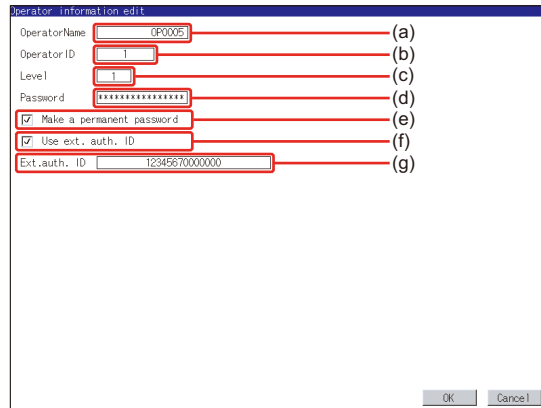 Operator information edit
OperatorName 0P0005 (a)
OperatorID 1 (b)
Level 1 (c)
Password **************** (d)
Make a permanent password (e)
Use ext. auth. ID (f)
Ext.auth. ID 12345670000000 (g)
OK Cancel